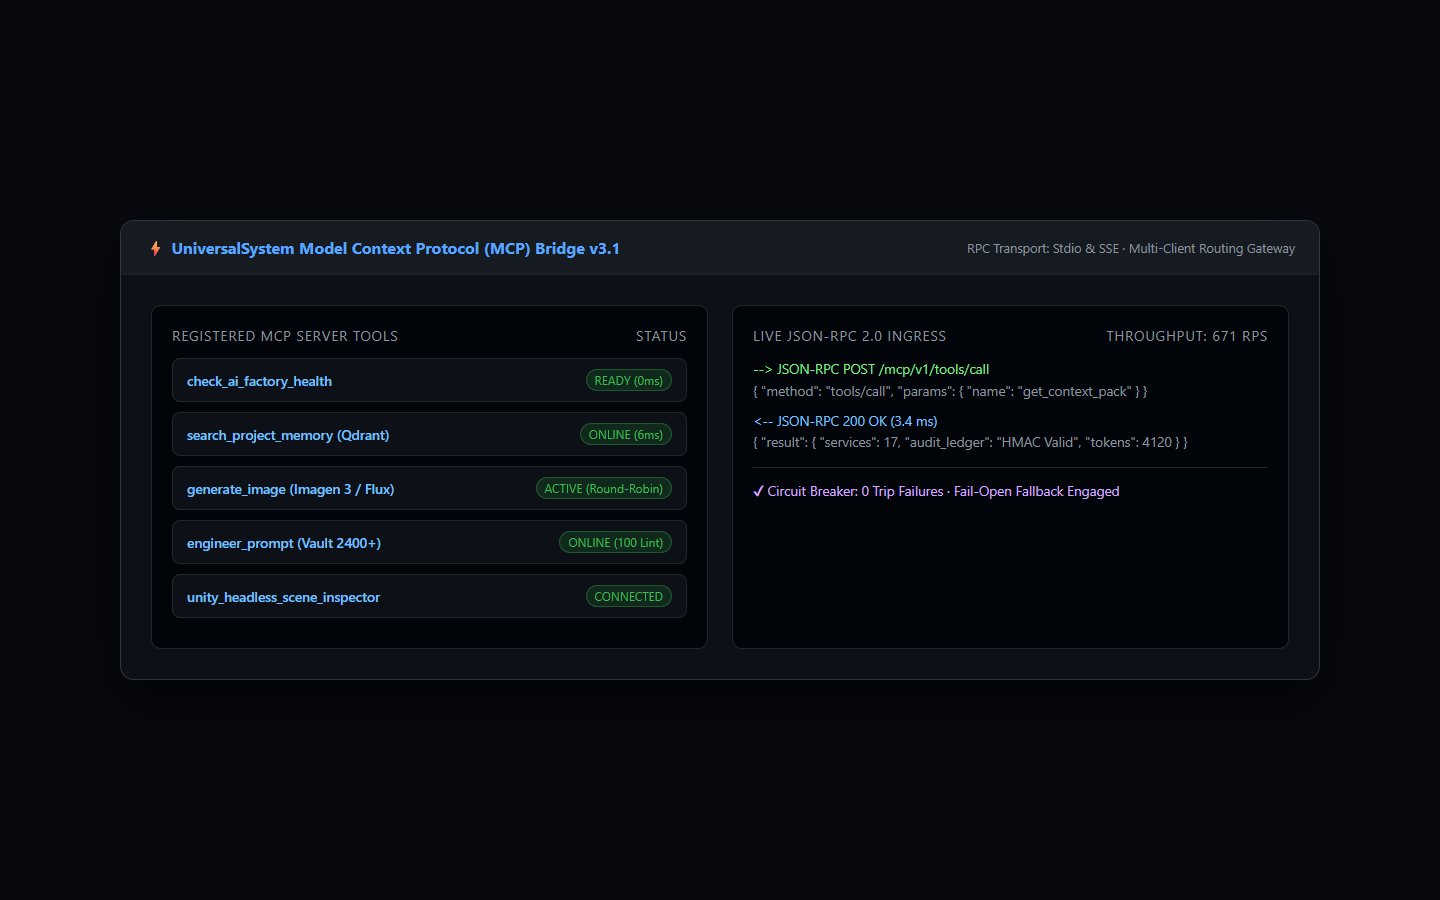 UniversalSystem Model Context Protocol (MCP) Bridge v3.1
RPC Transport: Stdio & SSE · Multi-Client Routing Gateway
REGISTERED MCP SERVER TOOLS STATUS
check_ai_factory_health READY (0ms)
search_project_memory (Qdrant) ONLINE (6ms)
generate_image (Imagen 3 / Flux) ACTIVE (Round-Robin)
engineer_prompt (Vault 2400+) ONLINE (100 Lint)
unity_headless_scene_inspector CONNECTED
LIVE JSON-RPC 2.0 INGRESS THROUGHPUT: 671 RPS
--> JSON-RPC POST /mcp/v1/tools/call
{ "method": "tools/call", "params": { "name": "get_context_pack" } }
<-- JSON-RPC 200 OK (3.4 ms)
{ "result": { "services": 17, "audit_ledger": "HMAC Valid", "tokens": 4120 } }
✓ Circuit Breaker: 0 Trip Failures · Fail-Open Fallback Engaged